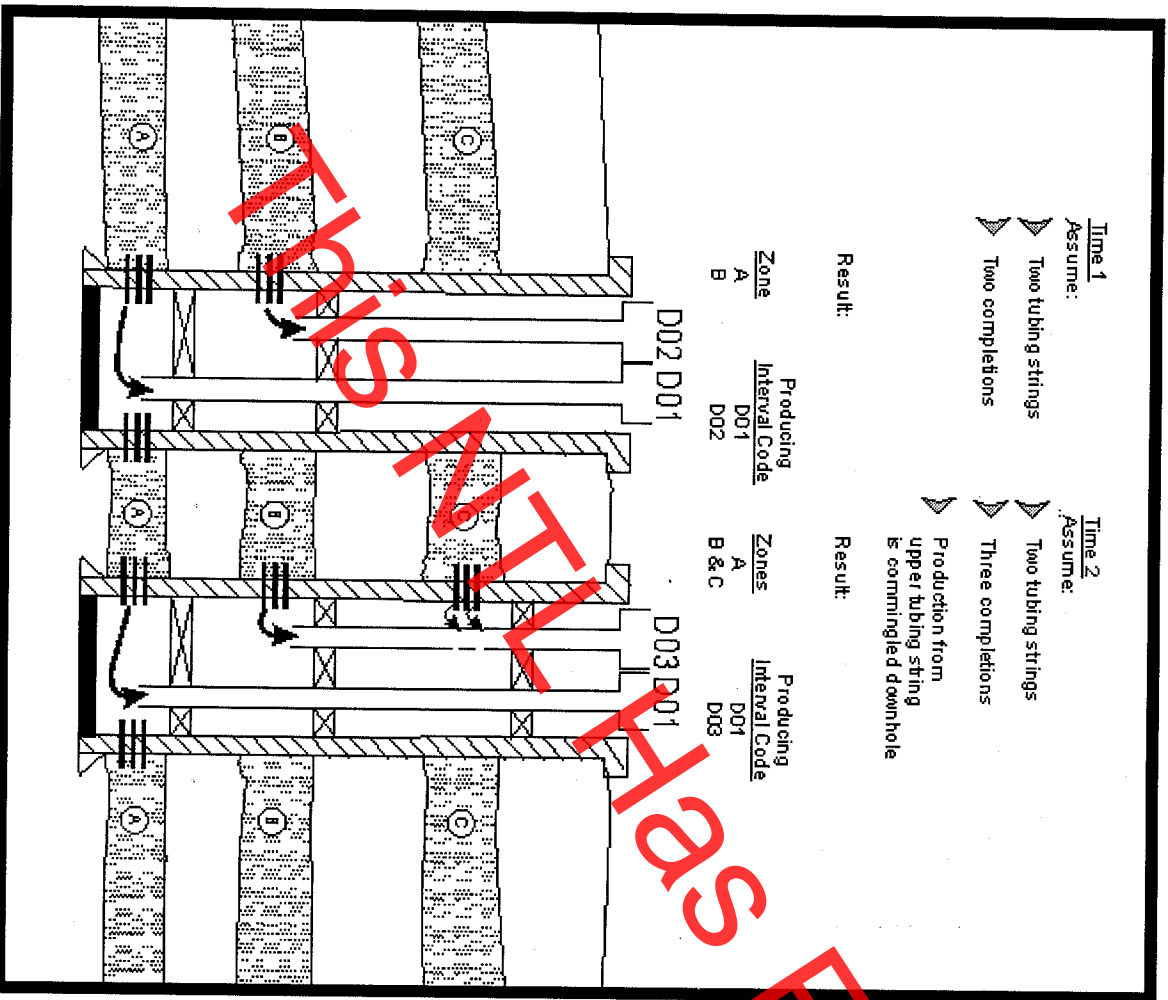 Time 1
Assume:
Two tubing strings
Two completions
Result:
Zone
Producing
Interval Code
A D01
B D02
D02 D01
Time 2
Assume:
Two tubing strings
Three completions
Production from
upper tubing string
is commingled downhole
Result:
Zones
Producing
Interval Code
A D01
B & C D03
D03 D01
C
C
C
B
B
B
A
A
A
This NTL Has